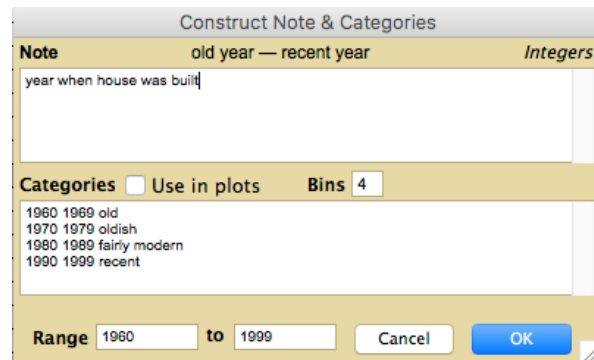 Construct Note & Categories
Note old year — recent year Integers
year when house was built
Categories Use in plots Bins 4
1960 1969 old
1970 1979 oldish
1980 1989 fairly modern
1990 1999 recent
Range 1960 to 1999 Cancel OK